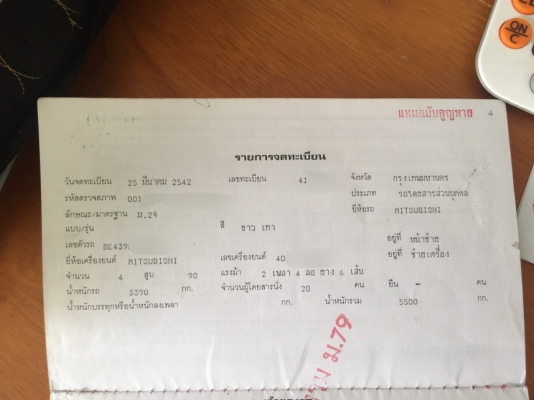 ON/C
แทนฉบับสูญหาย 4
รายการจดทะเบียน
วันจดทะเบียน 25 มีนาคม 2542 เลขทะเบียน 41 จังหวัด กรุงเทพมหานคร
รหัสตรวจสภาพ 001 ประเภท รถโดยสารส่วนบุคคล
ลักษณะ/มาตรฐาน ม.2จ ยี่ห้อรถ MITSUBISHI
แบบ/รุ่น สี ขาว เทา
เลขตัวรถ BE439 อยู่ที่ หน้าซ้าย
ยี่ห้อเครื่องยนต์ MITSUBISHI เลขเครื่องยนต์ 4D อยู่ที่ ซ้ายเครื่อง
จำนวน 4 สูบ 90 แรงม้า 2 เพลา 4 ล้อ ยาง 6 เส้น
น้ำหนักรถ 3390 กก. จำนวนผู้โดยสารนั่ง 20 คน ยืน - คน
น้ำหนักบรรทุกหรือน้ำหนักลงเพลา กก. น้ำหนักรวม 5500 กก.
ม.79